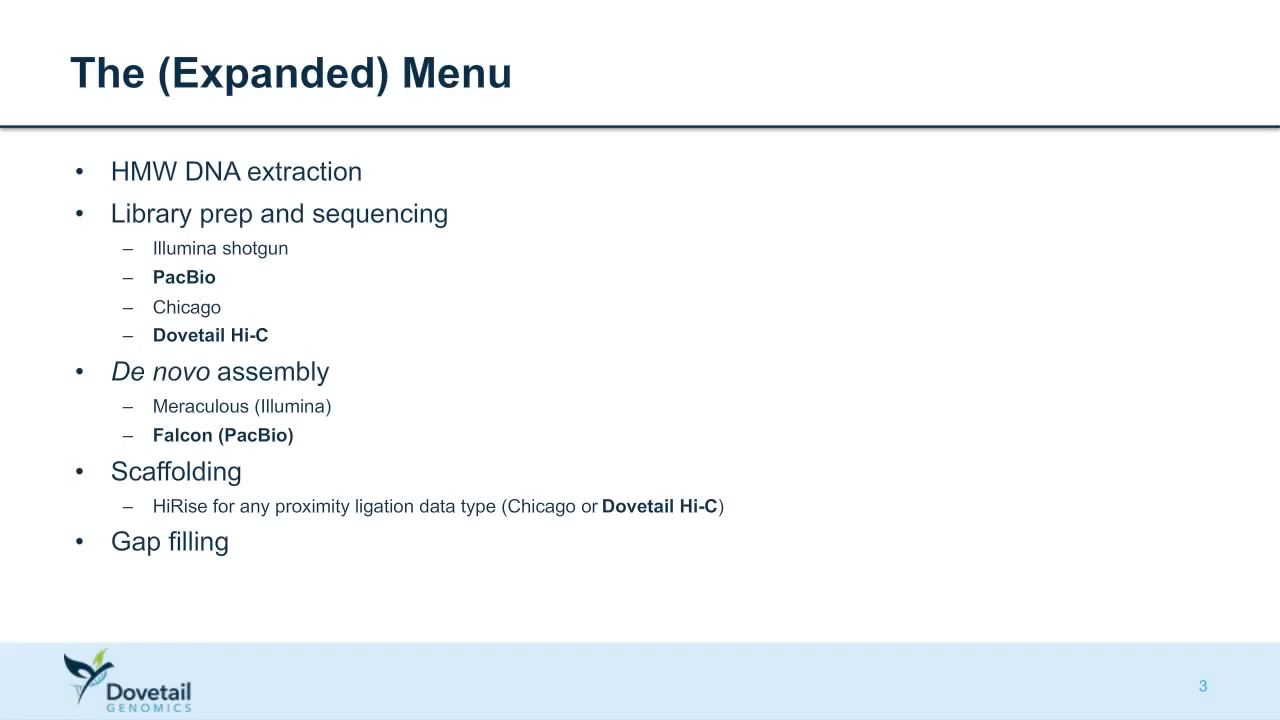 The (Expanded) Menu
• HMW DNA extraction
• Library prep and sequencing
– Illumina shotgun
– PacBio
– Chicago
– Dovetail Hi-C
• De novo assembly
– Meraculous (Illumina)
– Falcon (PacBio)
• Scaffolding
– HiRise for any proximity ligation data type (Chicago or Dovetail Hi-C)
• Gap filling
Dovetail
GENOMICS
3